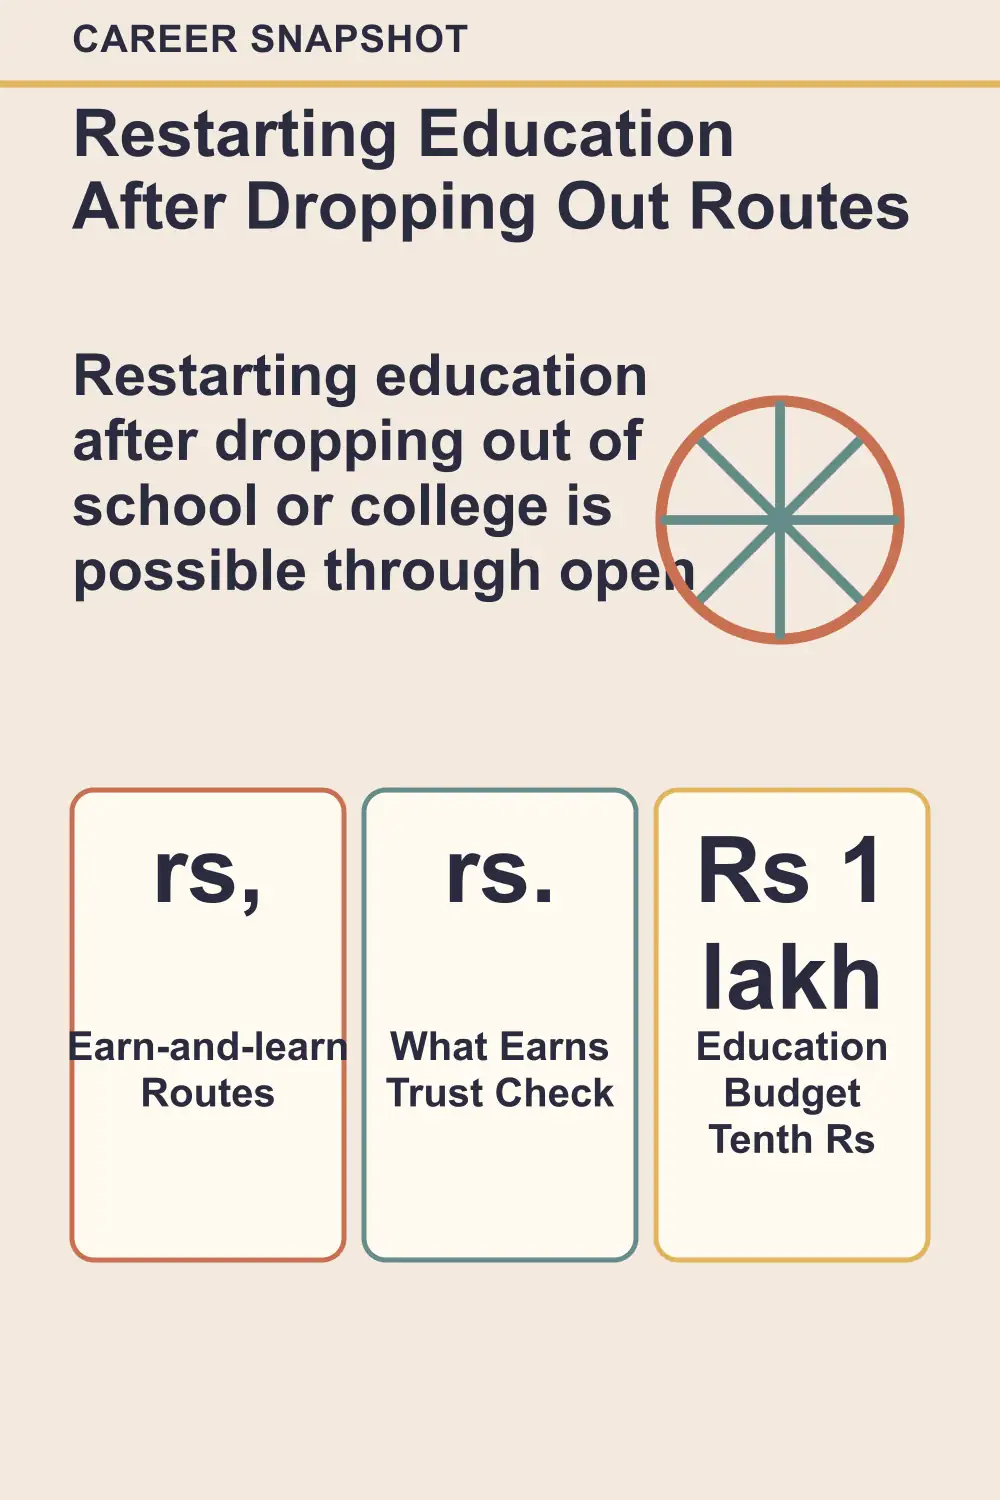 CAREER SNAPSHOT
Restarting Education
After Dropping Out Routes
Restarting education
after dropping out of
school or college is
possible through open
rs,
Earn-and-learn
Routes
rs.
What Earns
Trust Check
Rs 1
lakh
Education
Budget
Tenth Rs